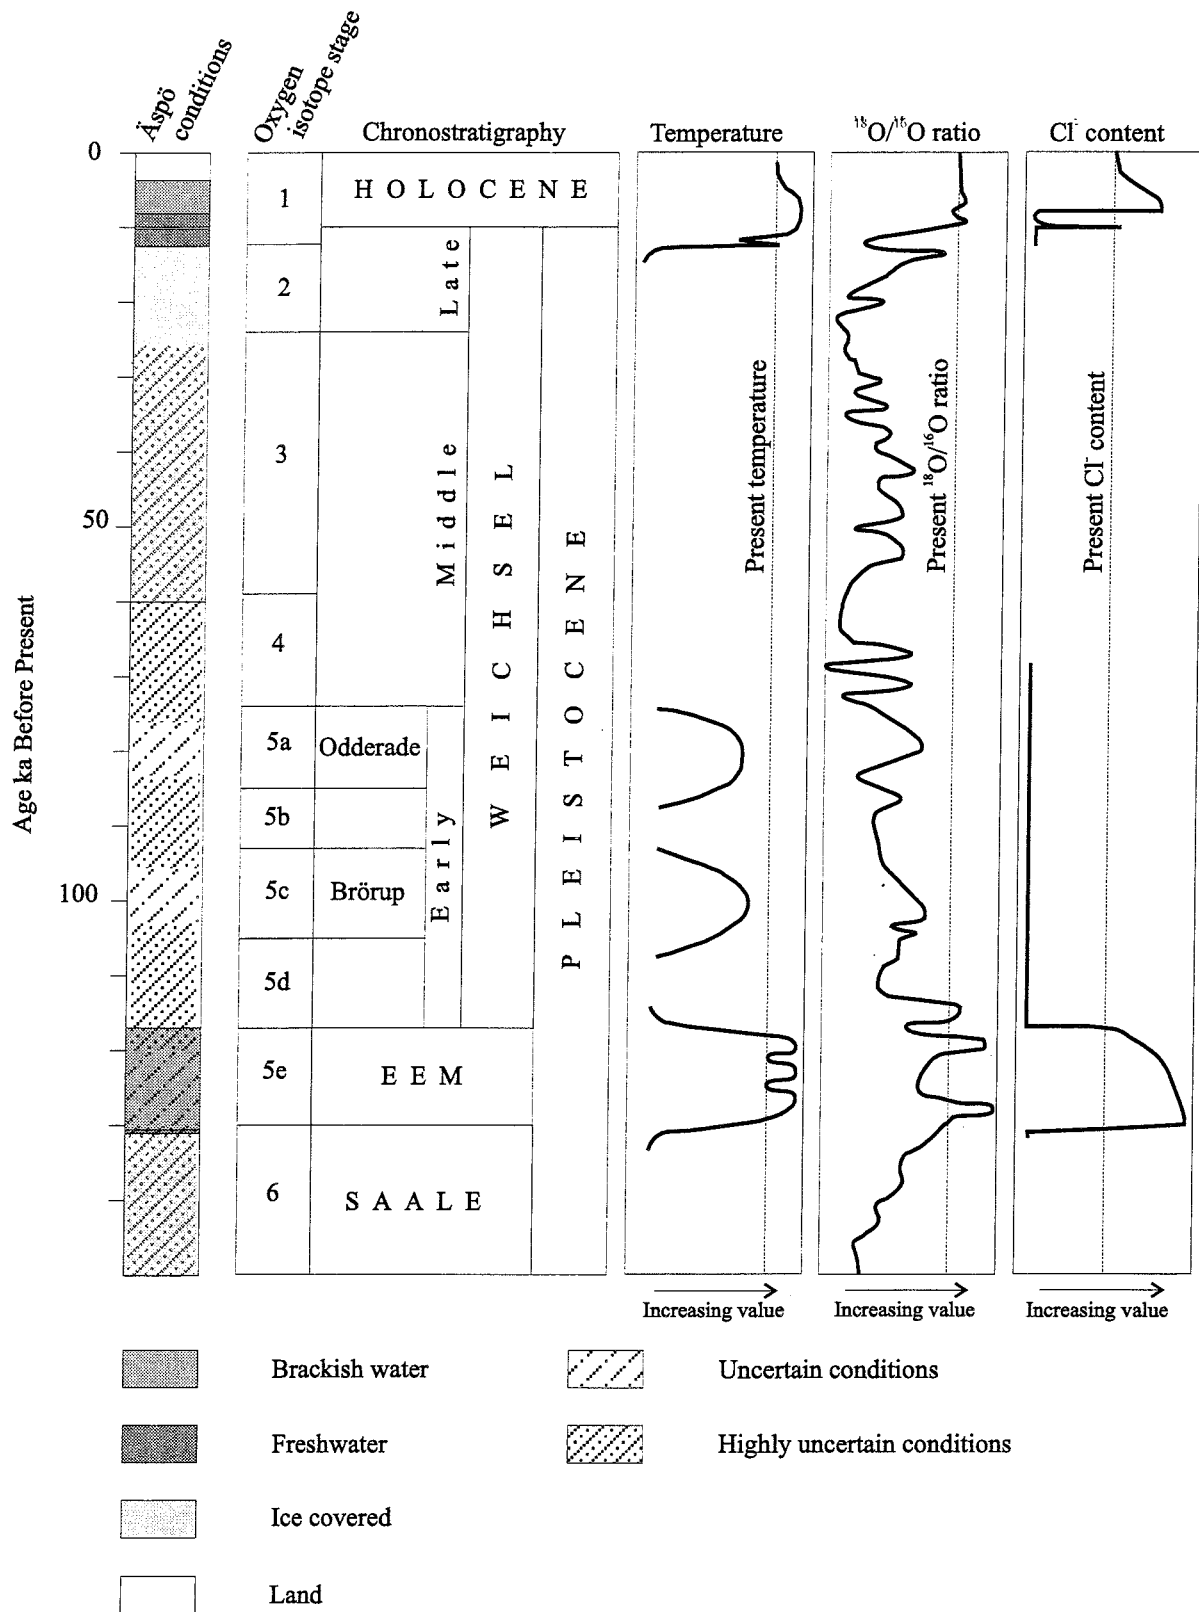 Äspö
conditions
Oxygen
isotope stage
Chronostratigraphy
Temperature
¹⁸O/¹⁶O ratio
Cl⁻ content
0
50
100
Age ka Before Present
1
2
3
4
5a
5b
5c
5d
5e
6
HOLOCENE
Late
Middle
Early
WEICHSEL
PLEISTOCENE
Odderade
Brörup
EEM
SAALE
Present temperature
Present ¹⁸O/¹⁶O ratio
Present Cl⁻ content
Increasing value
Increasing value
Increasing value
Brackish water
Uncertain conditions
Freshwater
Highly uncertain conditions
Ice covered
Land